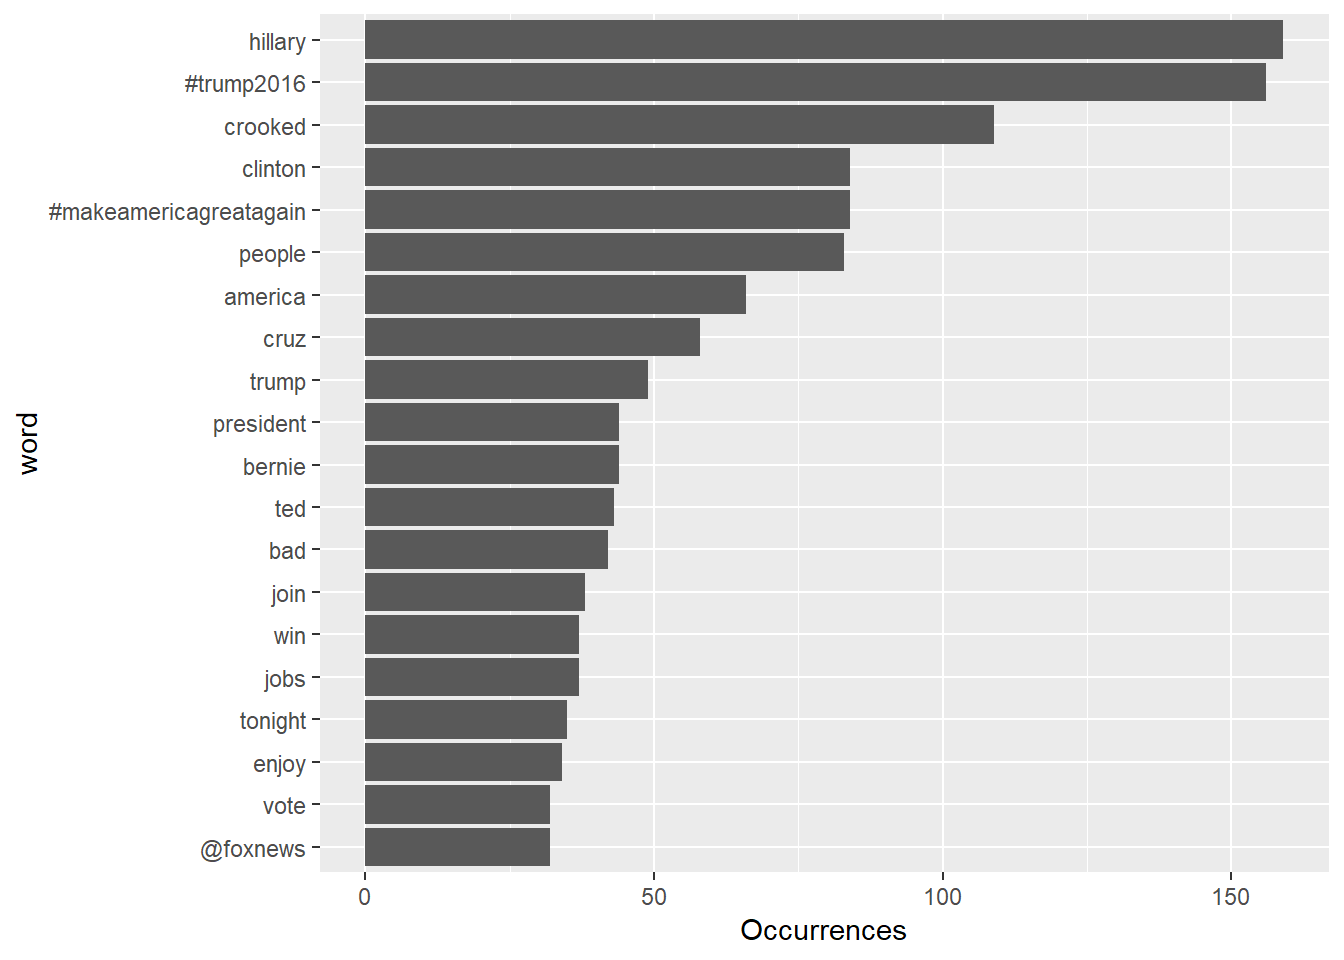 hillary
#trump2016
crooked
clinton
#makeamericagreatagain
people
america
cruz
trump
president
bernie
ted
bad
join
win
jobs
tonight
enjoy
vote
@foxnews
word
0 50 100 150
Occurrences